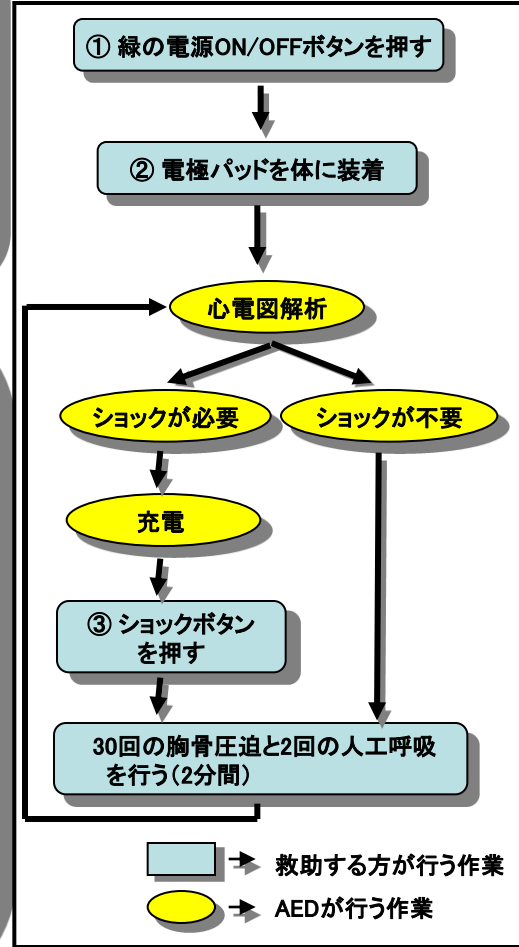 ① 緑の電源ON/OFFボタンを押す
② 電極パッドを体に装着
心電図解析
ショックが必要
ショックが不要
充電
③ ショックボタン
を押す
30回の胸骨圧迫と2回の人工呼吸
を行う(2分間)
救助する方が行う作業
AEDが行う作業